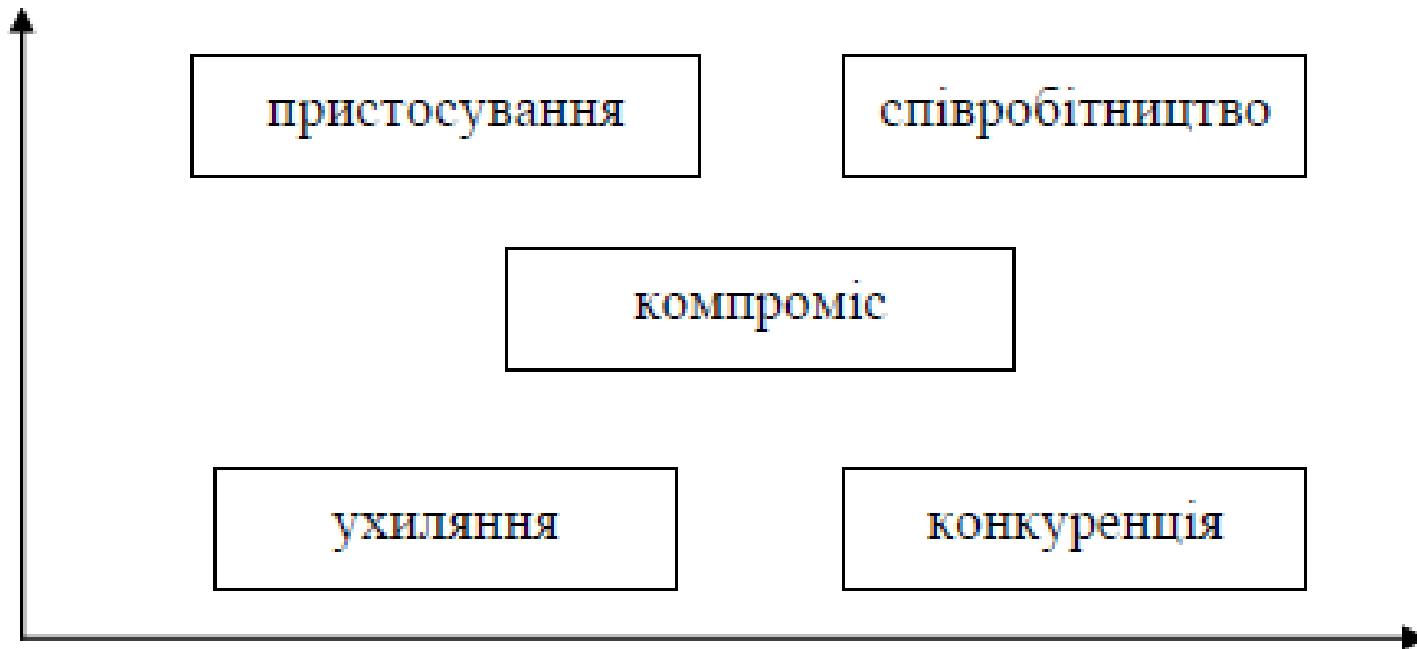 пристосування
співробітництво
компроміс
ухиляння
конкуренція